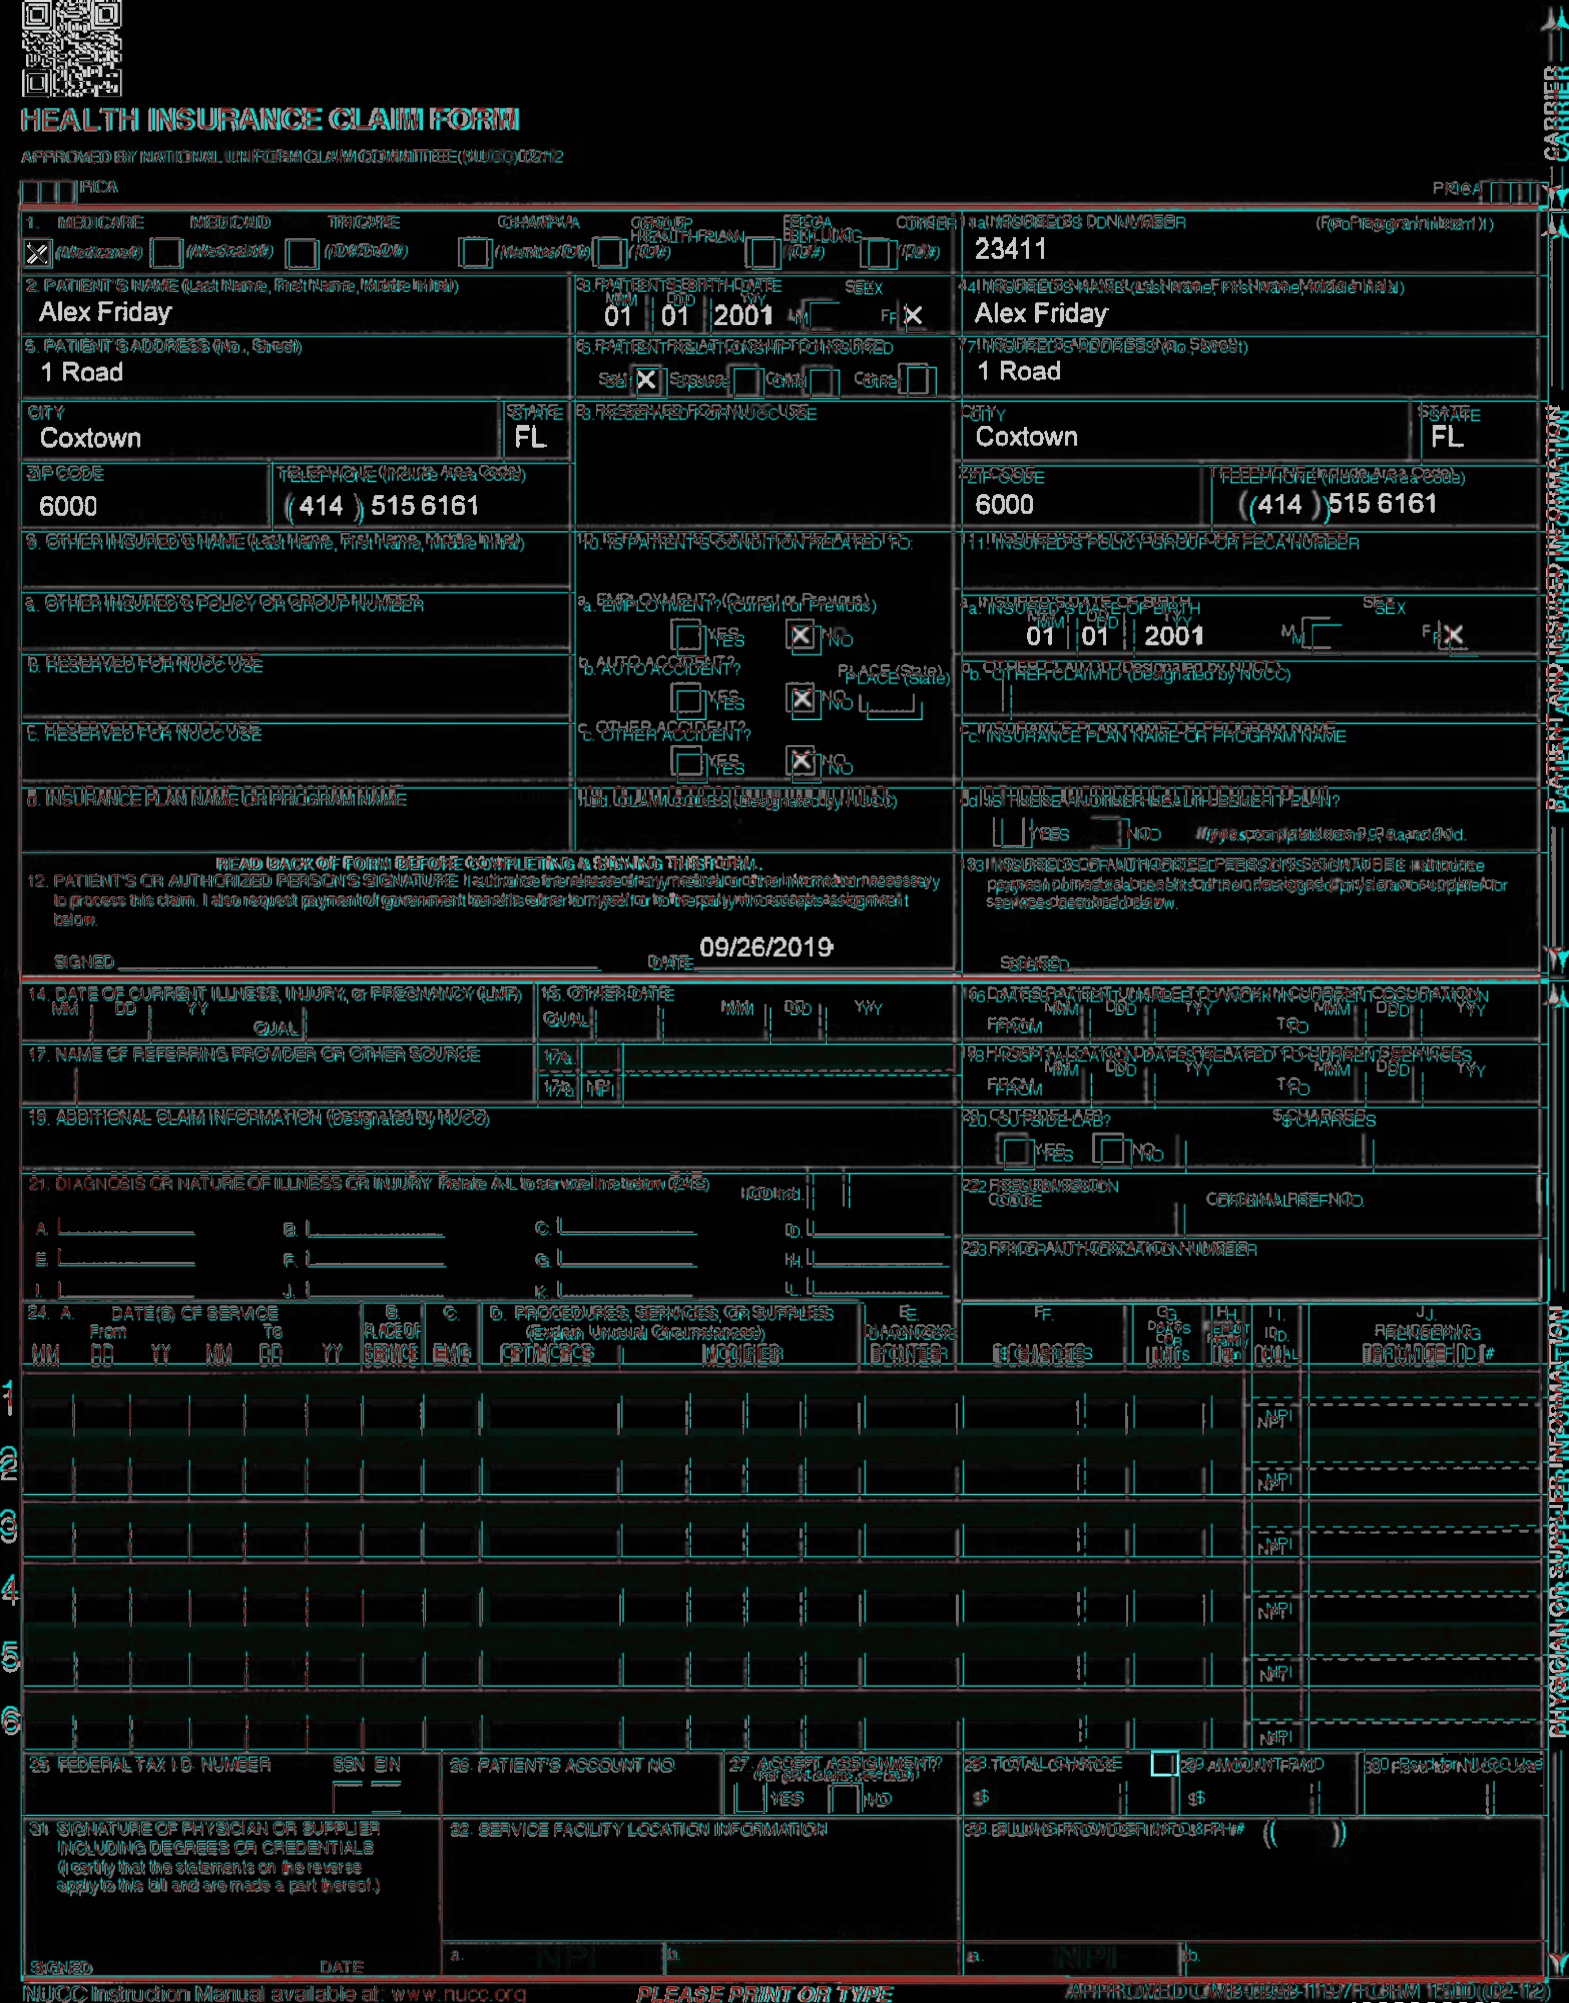 HEALTH INSURANCE CLAIM FORM
APPROVED BY NATIONAL UNIFORM CLAIM COMMITTEE (NUCC) 02/12
PICA PICA
CARRIER
1. MEDICARE MEDICAID TRICARE CHAMPVA GROUP HEALTH PLAN FECA BLK LUNG OTHER
(Medicare#) (Medicaid#) (ID#/DoD#) (Member ID#) (ID#) (ID#) (ID#)
1a. INSURED'S I.D. NUMBER (For Program in Item 1)
23411
2. PATIENT'S NAME (Last Name, First Name, Middle Initial)
Alex Friday
3. PATIENT'S BIRTH DATE SEX
MM DD YY
01 01 2001 M F X
4. INSURED'S NAME (Last Name, First Name, Middle Initial)
Alex Friday
5. PATIENT'S ADDRESS (No., Street)
1 Road
6. PATIENT RELATIONSHIP TO INSURED
Self X Spouse Child Other
7. INSURED'S ADDRESS (No., Street)
1 Road
CITY STATE
Coxtown FL
8. RESERVED FOR NUCC USE
CITY STATE
Coxtown FL
ZIP CODE TELEPHONE (Include Area Code)
6000 (414) 515 6161
ZIP CODE TELEPHONE (Include Area Code)
6000 (414) 515 6161
9. OTHER INSURED'S NAME (Last Name, First Name, Middle Initial)
10. IS PATIENT'S CONDITION RELATED TO:
11. INSURED'S POLICY GROUP OR FECA NUMBER
a. OTHER INSURED'S POLICY OR GROUP NUMBER
a. EMPLOYMENT? (Current or Previous)
YES X NO
a. INSURED'S DATE OF BIRTH SEX
MM DD YY
01 01 2001 M F X
b. RESERVED FOR NUCC USE
b. AUTO ACCIDENT? PLACE (State)
YES X NO
b. OTHER CLAIM ID (Designated by NUCC)
c. RESERVED FOR NUCC USE
c. OTHER ACCIDENT?
YES X NO
c. INSURANCE PLAN NAME OR PROGRAM NAME
d. INSURANCE PLAN NAME OR PROGRAM NAME
10d. CLAIM CODES (Designated by NUCC)
d. IS THERE ANOTHER HEALTH BENEFIT PLAN?
YES NO If yes, complete items 9, 9a, and 9d.
READ BACK OF FORM BEFORE COMPLETING & SIGNING THIS FORM.
12. PATIENT'S OR AUTHORIZED PERSON'S SIGNATURE I authorize the release of any medical or other information necessary
to process this claim. I also request payment of government benefits either to myself or to the party who accepts assignment
below.
SIGNED DATE 09/26/2019
13. INSURED'S OR AUTHORIZED PERSON'S SIGNATURE I authorize
payment of medical benefits to the undersigned physician or supplier for
services described below.
SIGNED
PATIENT AND INSURED INFORMATION
14. DATE OF CURRENT ILLNESS, INJURY, or PREGNANCY (LMP)
MM DD YY
QUAL
15. OTHER DATE
QUAL MM DD YY
16. DATES PATIENT UNABLE TO WORK IN CURRENT OCCUPATION
MM DD YY MM DD YY
FROM TO
17. NAME OF REFERRING PROVIDER OR OTHER SOURCE
17a.
17b. NPI
18. HOSPITALIZATION DATES RELATED TO CURRENT SERVICES
MM DD YY MM DD YY
FROM TO
19. ADDITIONAL CLAIM INFORMATION (Designated by NUCC)
20. OUTSIDE LAB? $ CHARGES
YES NO
21. DIAGNOSIS OR NATURE OF ILLNESS OR INJURY Relate A-L to service line below (24E) ICD Ind.
A. B. C. D.
E. F. G. H.
I. J. K. L.
22. RESUBMISSION
CODE ORIGINAL REF. NO.
23. PRIOR AUTHORIZATION NUMBER
24. A. DATE(S) OF SERVICE B. C. D. PROCEDURES, SERVICES, OR SUPPLIES E. F. G. H. I. J.
From To PLACE OF (Explain Unusual Circumstances) DIAGNOSIS DAYS OR ID. RENDERING
MM DD YY MM DD YY SERVICE EMG CPT/HCPCS MODIFIER POINTER $ CHARGES UNITS QUAL. PROVIDER ID. #
1 NPI
2 NPI
3 NPI
4 NPI
5 NPI
6 NPI
PHYSICIAN OR SUPPLIER INFORMATION
25. FEDERAL TAX I.D. NUMBER SSN EIN
26. PATIENT'S ACCOUNT NO.
27. ACCEPT ASSIGNMENT?
YES NO
28. TOTAL CHARGE
$
29. AMOUNT PAID
$
30. Rsvd for NUCC Use
31. SIGNATURE OF PHYSICIAN OR SUPPLIER
INCLUDING DEGREES OR CREDENTIALS
(I certify that the statements on the reverse
apply to this bill and are made a part thereof.)
SIGNED DATE
32. SERVICE FACILITY LOCATION INFORMATION
a. NPI b.
33. BILLING PROVIDER INFO & PH # ( )
a. NPI b.
NUCC Instruction Manual available at: www.nucc.org
PLEASE PRINT OR TYPE
APPROVED OMB-0938-1197 FORM 1500 (02-12)